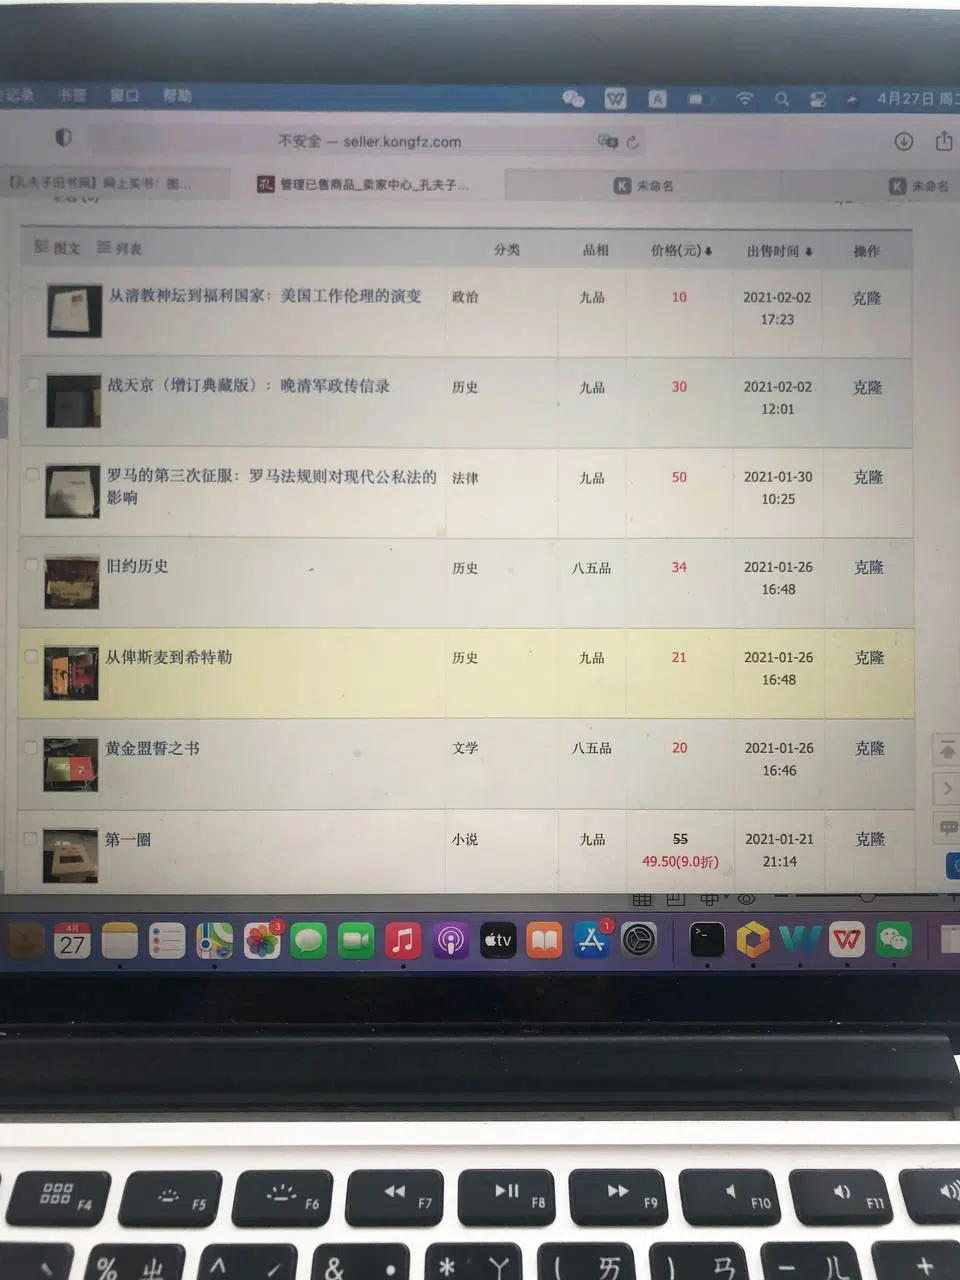 记录 书签 窗口 帮助 A 4月27日 周二
不安全 — seller.kongfz.com
【孔夫子旧书网】网上卖书：图... 孔 管理已售商品_卖家中心_孔夫子... K 未命名 K 未命名
图文 列表 分类 品相 价格(元) 出售时间 操作
从清教神坛到福利国家：美国工作伦理的演变 政治 九品 10 2021-02-02 克隆
17:23
战天京（增订典藏版）：晚清军政传信录 历史 九品 30 2021-02-02 克隆
12:01
罗马的第三次征服：罗马法规则对现代公私法的 法律 九品 50 2021-01-30 克隆
影响 10:25
旧约历史 历史 八五品 34 2021-01-26 克隆
16:48
从俾斯麦到希特勒 历史 九品 21 2021-01-26 克隆
16:48
黄金盟誓之书 文学 八五品 20 2021-01-26 克隆
16:46
第一圈 小说 九品 55 2021-01-21 克隆
49.50(9.0折) 21:14
4月 3 1
27 tv
F4 F5 F6 F7 F8 F9 F10 F11
% ㄓ ^ ˊ & ˙ * ㄚ ( ㄞ ) ㄢ — ㄦ +